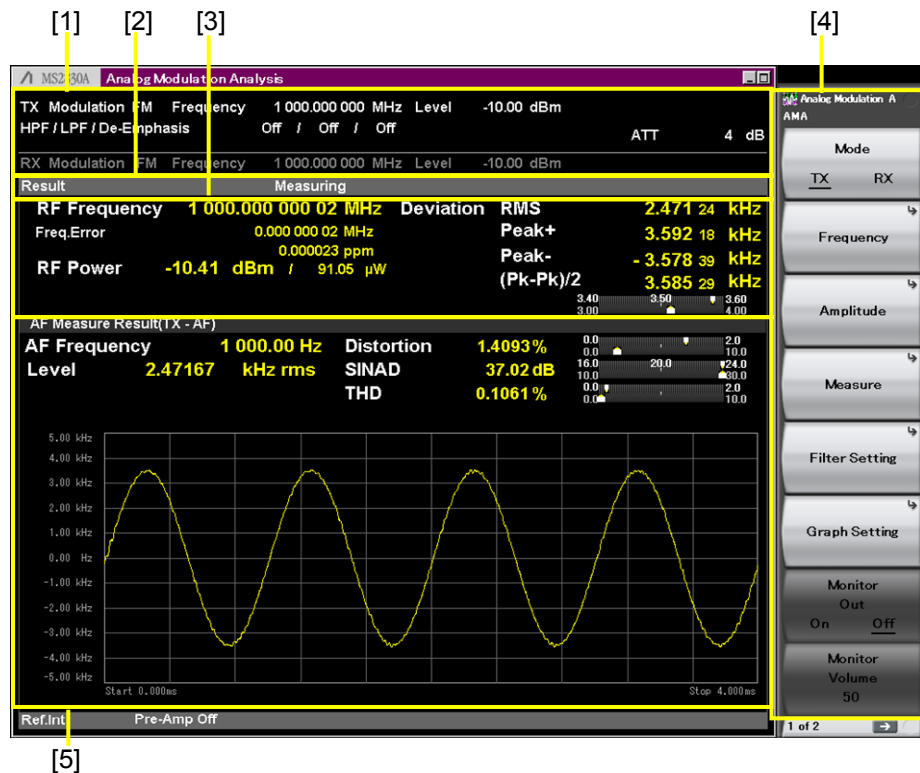 [1] [2] [3] [4]
MS2830A Analog Modulation Analysis
TX Modulation FM Frequency 1 000.000 000 MHz Level -10.00 dBm
HPF / LPF / De-Emphasis Off / Off / Off
ATT 4 dB
RX Modulation FM Frequency 1 000.000 000 MHz Level -10.00 dBm
Result Measuring
RF Frequency 1 000.000 000 02 MHz Deviation RMS 2.471 24 kHz
Freq.Error 0.000 000 02 MHz Peak+ 3.592 18 kHz
0.000023 ppm Peak- - 3.578 39 kHz
RF Power -10.41 dBm / 91.05 µW
(Pk-Pk)/2 3.585 29 kHz
3.40 3.50 3.60
3.00 4.00
AF Measure Result(TX - AF)
AF Frequency 1 000.00 Hz Distortion 1.4093%
0.0 2.0
0.0 10.0
Level 2.47167 kHz rms SINAD 37.02 dB
16.0 20.0 24.0
10.0 30.0
THD 0.1061%
0.0 2.0
0.0 10.0
5.00 kHz
4.00 kHz
3.00 kHz
2.00 kHz
1.00 kHz
0.00 Hz
-1.00 kHz
-2.00 kHz
-3.00 kHz
-4.00 kHz
-5.00 kHz
Start 0.000ms Stop 4.000ms
Ref.Int Pre-Amp Off
Analog Modulation A
AMA
Mode
TX RX
Frequency
Amplitude
Measure
Filter Setting
Graph Setting
Monitor
Out
On Off
Monitor
Volume
50
1 of 2
[5]